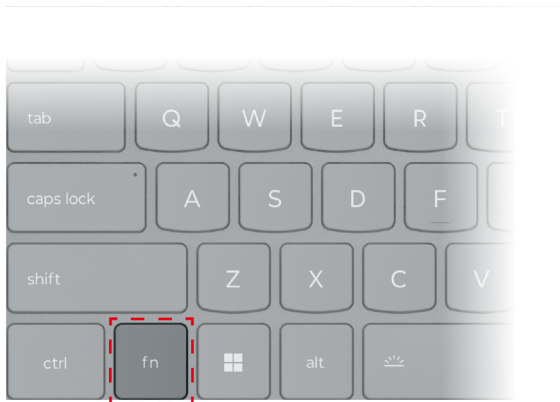 tab Q W E R T
caps lock A S D F
shift Z X C V
ctrl fn alt